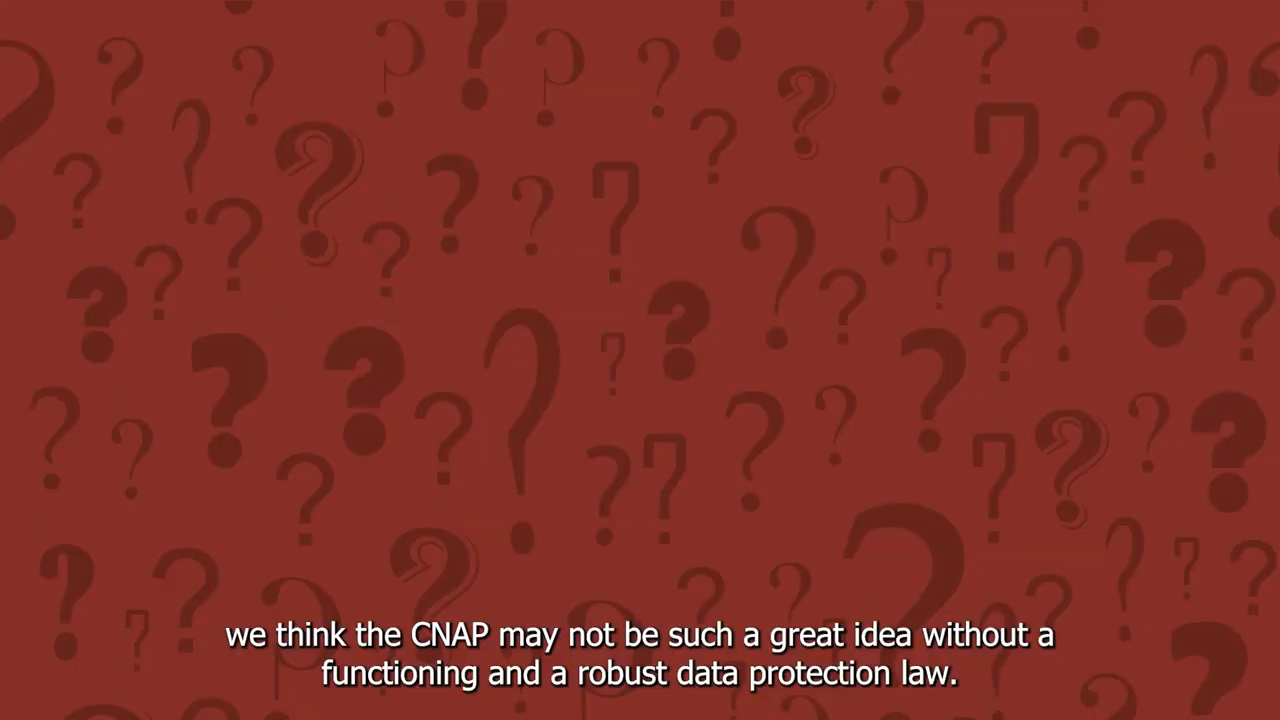 we think the CNAP may not be such a great idea without a
functioning and a robust data protection law.